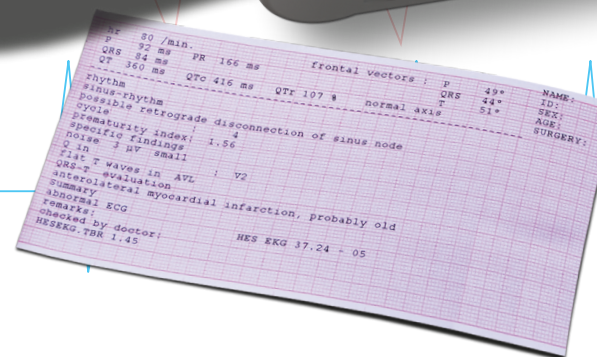 hr 80 /min.
P 92 ms PR 166 ms
QRS 84 ms
QT 360 ms QTc 416 ms QTr 107 %
frontal vectors : P 49°
QRS 44°
normal axis T 51°
NAME:
ID:
SEX:
AGE:
SURGERY:
rhythm
sinus-rhythm
possible retrograde disconnection of sinus node
cycle : 4
prematurity index: 1.56
specific findings
noise 3 µV small
Q in : V2
flat T waves in AVL
QRS-T evaluation
anterolateral myocardial infarction, probably old
summary
abnormal ECG
remarks:
checked by doctor:
HESEKG.TBR 1.45 HES EKG 37.24 - 05